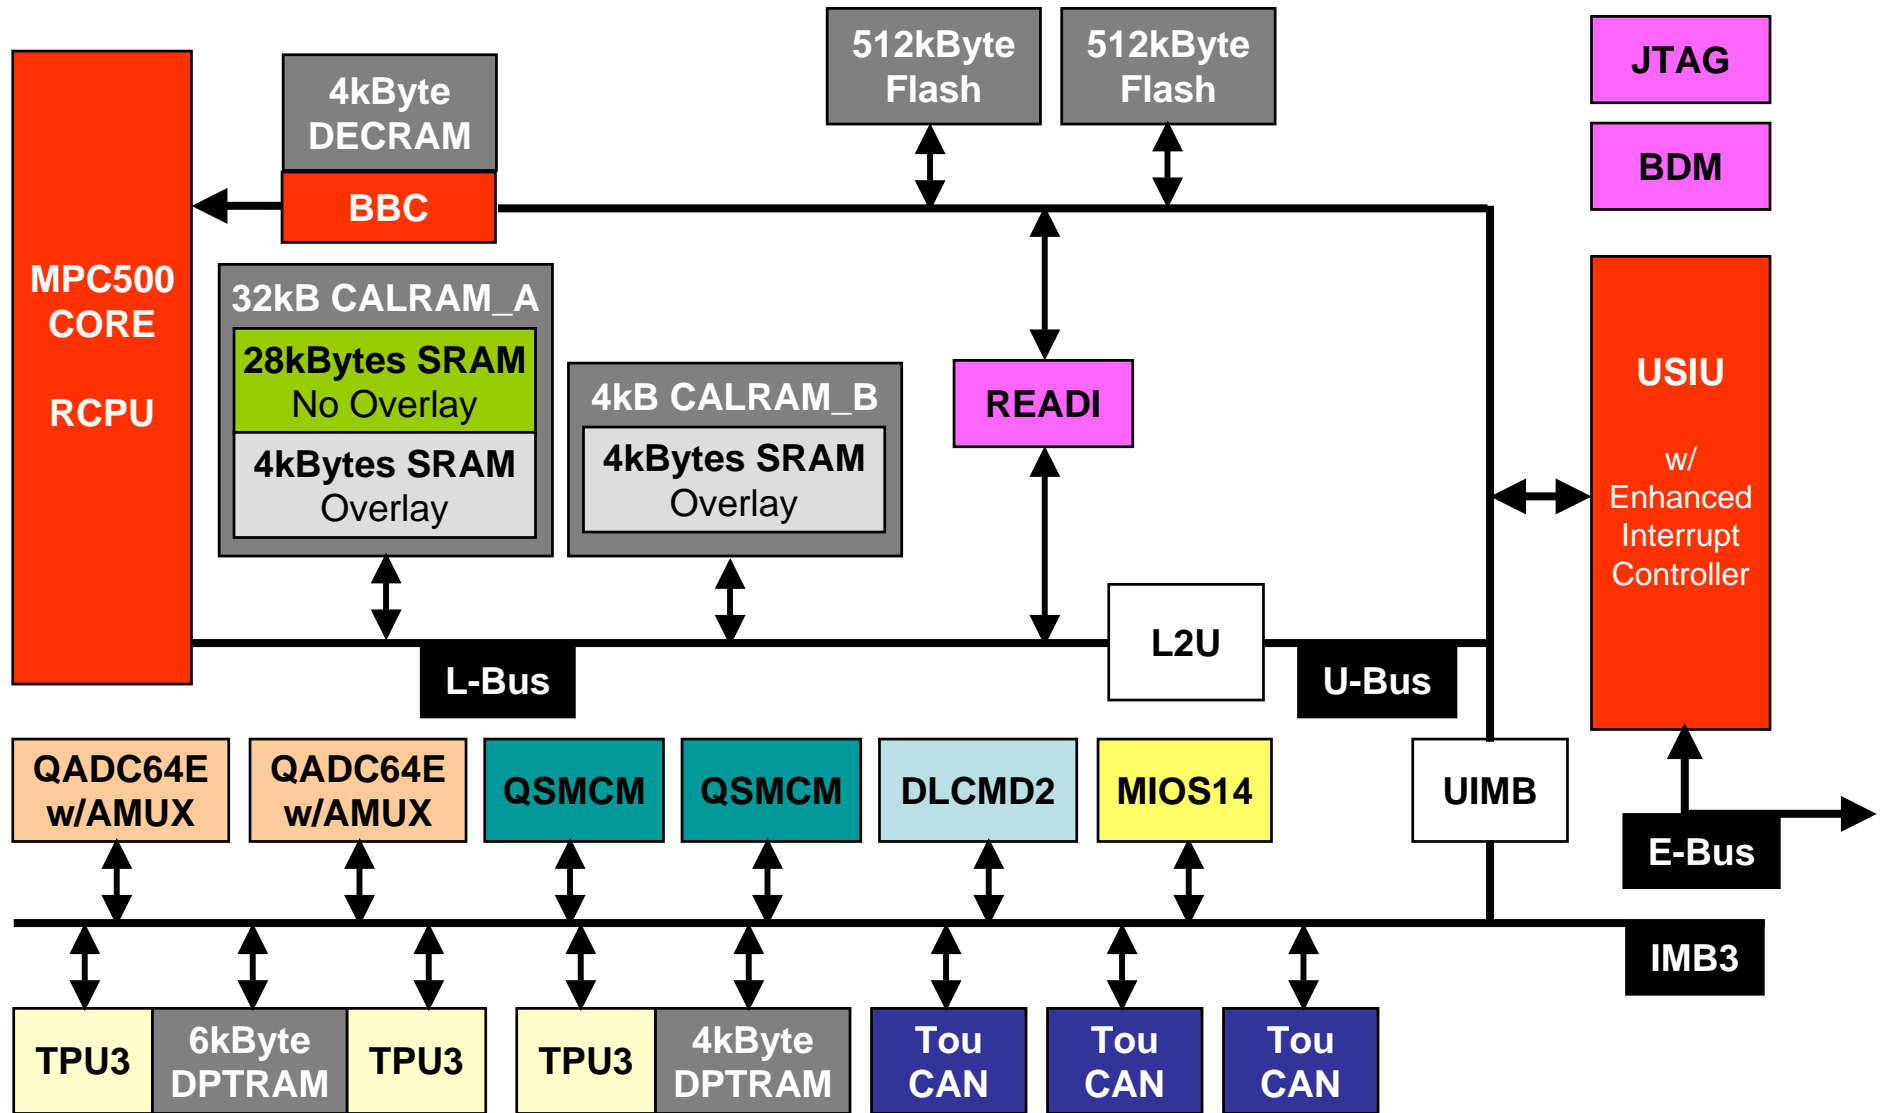 512kByte
Flash
512kByte
Flash
JTAG
4kByte
DECRAM
BDM
BBC
MPC500
CORE
RCPU
32kB CALRAM_A
28kBytes SRAM
No Overlay
4kBytes SRAM
Overlay
4kB CALRAM_B
4kBytes SRAM
Overlay
READI
USIU
w/
Enhanced
Interrupt
Controller
L2U
L-Bus
U-Bus
QADC64E
w/AMUX
QADC64E
w/AMUX
QSMCM
QSMCM
DLCMD2
MIOS14
UIMB
E-Bus
IMB3
TPU3
6kByte
DPTRAM
TPU3
TPU3
4kByte
DPTRAM
Tou
CAN
Tou
CAN
Tou
CAN